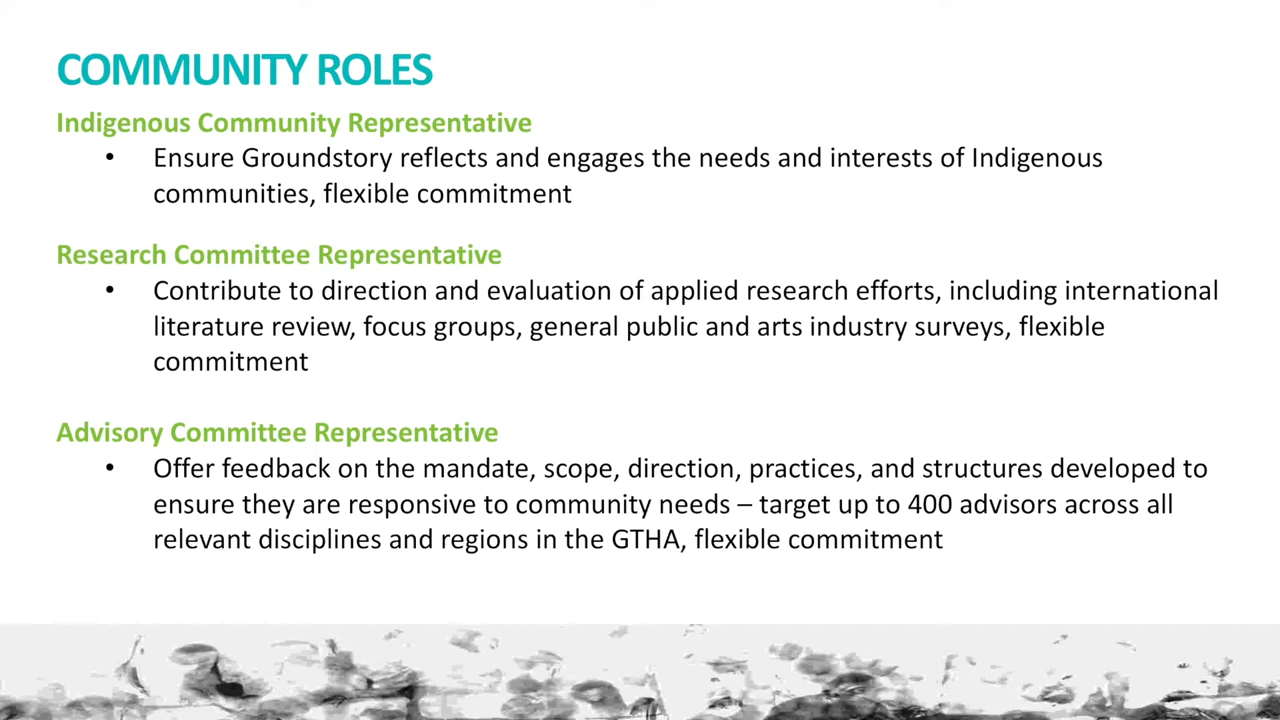 COMMUNITY ROLES
Indigenous Community Representative
• Ensure Groundstory reflects and engages the needs and interests of Indigenous
communities, flexible commitment
Research Committee Representative
• Contribute to direction and evaluation of applied research efforts, including international
literature review, focus groups, general public and arts industry surveys, flexible
commitment
Advisory Committee Representative
• Offer feedback on the mandate, scope, direction, practices, and structures developed to
ensure they are responsive to community needs – target up to 400 advisors across all
relevant disciplines and regions in the GTHA, flexible commitment